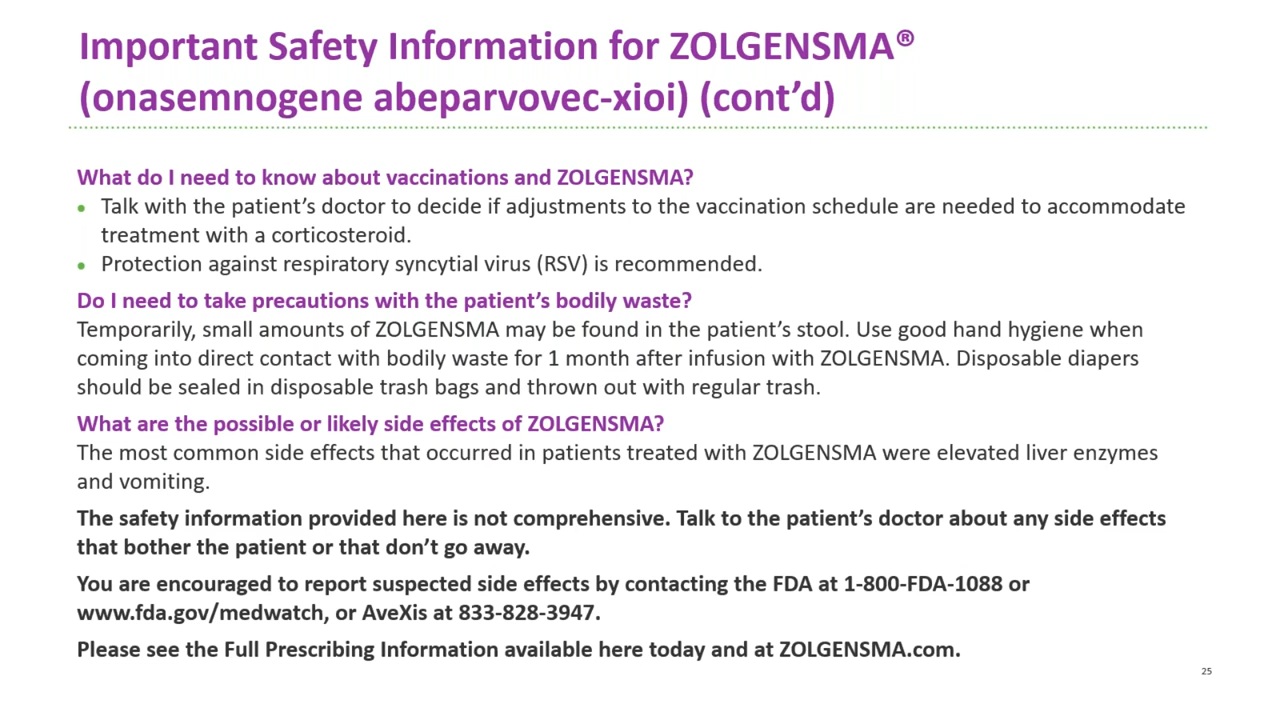 Important Safety Information for ZOLGENSMA®
(onasemnogene abeparvovec-xioi) (cont’d)
What do I need to know about vaccinations and ZOLGENSMA?
• Talk with the patient’s doctor to decide if adjustments to the vaccination schedule are needed to accommodate
treatment with a corticosteroid.
• Protection against respiratory syncytial virus (RSV) is recommended.
Do I need to take precautions with the patient’s bodily waste?
Temporarily, small amounts of ZOLGENSMA may be found in the patient’s stool. Use good hand hygiene when
coming into direct contact with bodily waste for 1 month after infusion with ZOLGENSMA. Disposable diapers
should be sealed in disposable trash bags and thrown out with regular trash.
What are the possible or likely side effects of ZOLGENSMA?
The most common side effects that occurred in patients treated with ZOLGENSMA were elevated liver enzymes
and vomiting.
The safety information provided here is not comprehensive. Talk to the patient’s doctor about any side effects
that bother the patient or that don’t go away.
You are encouraged to report suspected side effects by contacting the FDA at 1-800-FDA-1088 or
www.fda.gov/medwatch, or AveXis at 833-828-3947.
Please see the Full Prescribing Information available here today and at ZOLGENSMA.com.
25